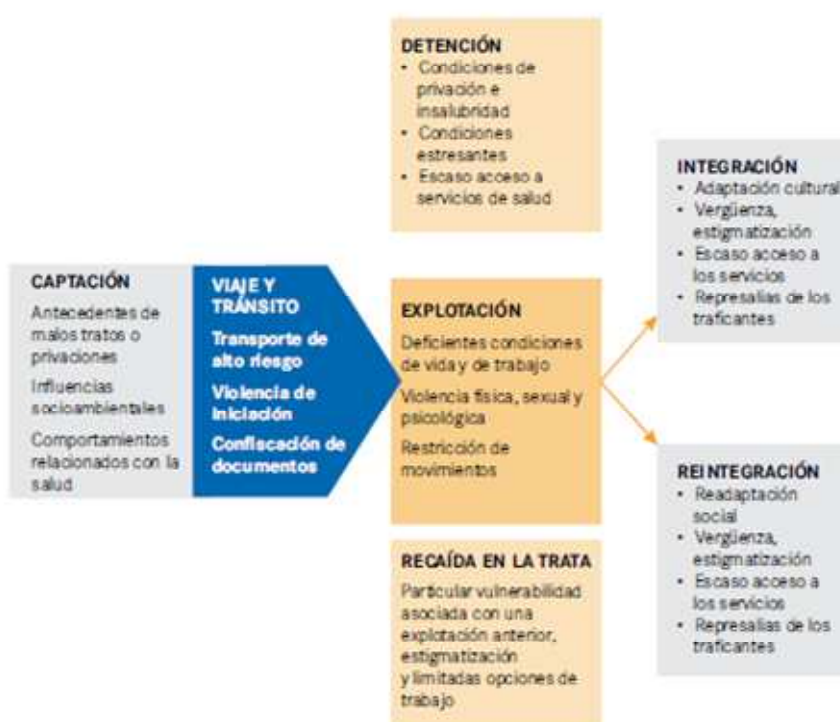 CAPTACIÓN
Antecedentes de
malos tratos o
privaciones
Influencias
socioambientales
Comportamientos
relacionados con la
salud
VIAJE Y
TRÁNSITO
Transporte de
alto riesgo
Violencia de
iniciación
Confiscación de
documentos
DETENCIÓN
• Condiciones de
privación e
insalubridad
• Condiciones
estresantes
• Escaso acceso a
servicios de salud
EXPLOTACIÓN
Deficientes condiciones
de vida y de trabajo
Violencia física, sexual y
psicológica
Restricción de
movimientos
RECAÍDA EN LA TRATA
Particular vulnerabilidad
asociada con una
explotación anterior,
estigmatización
y limitadas opciones de
trabajo
INTEGRACIÓN
• Adaptación cultural
• Vergüenza,
estigmatización
• Escaso acceso a
los servicios
• Represalias de los
traficantes
REINTEGRACIÓN
• Readaptación
social
• Vergüenza,
estigmatización
• Escaso acceso a
los servicios
• Represalias de los
traficantes